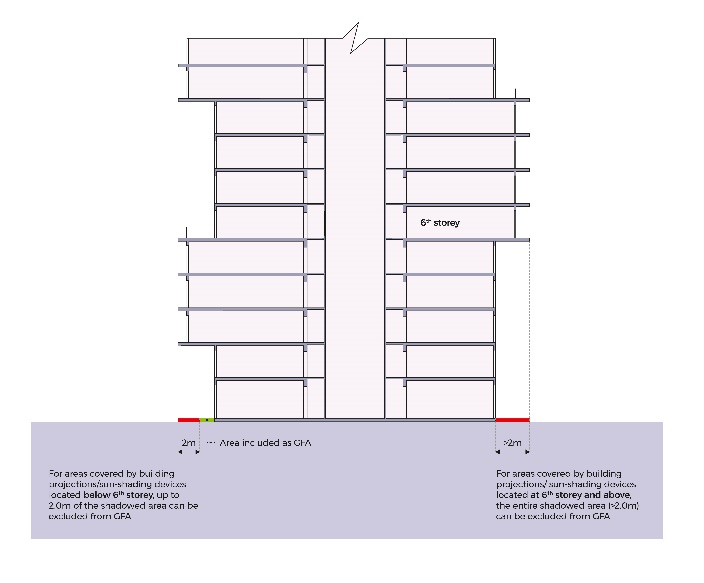 6th storey
2m
Area included as GFA
>2m
For areas covered by building
projections/sun-shading devices
located below 6th storey, up to
2.0m of the shadowed area can be
excluded from GFA
For areas covered by building
projections/ sun-shading devices
located at 6th storey and above,
the entire shadowed area (>2.0m)
can be excluded from GFA